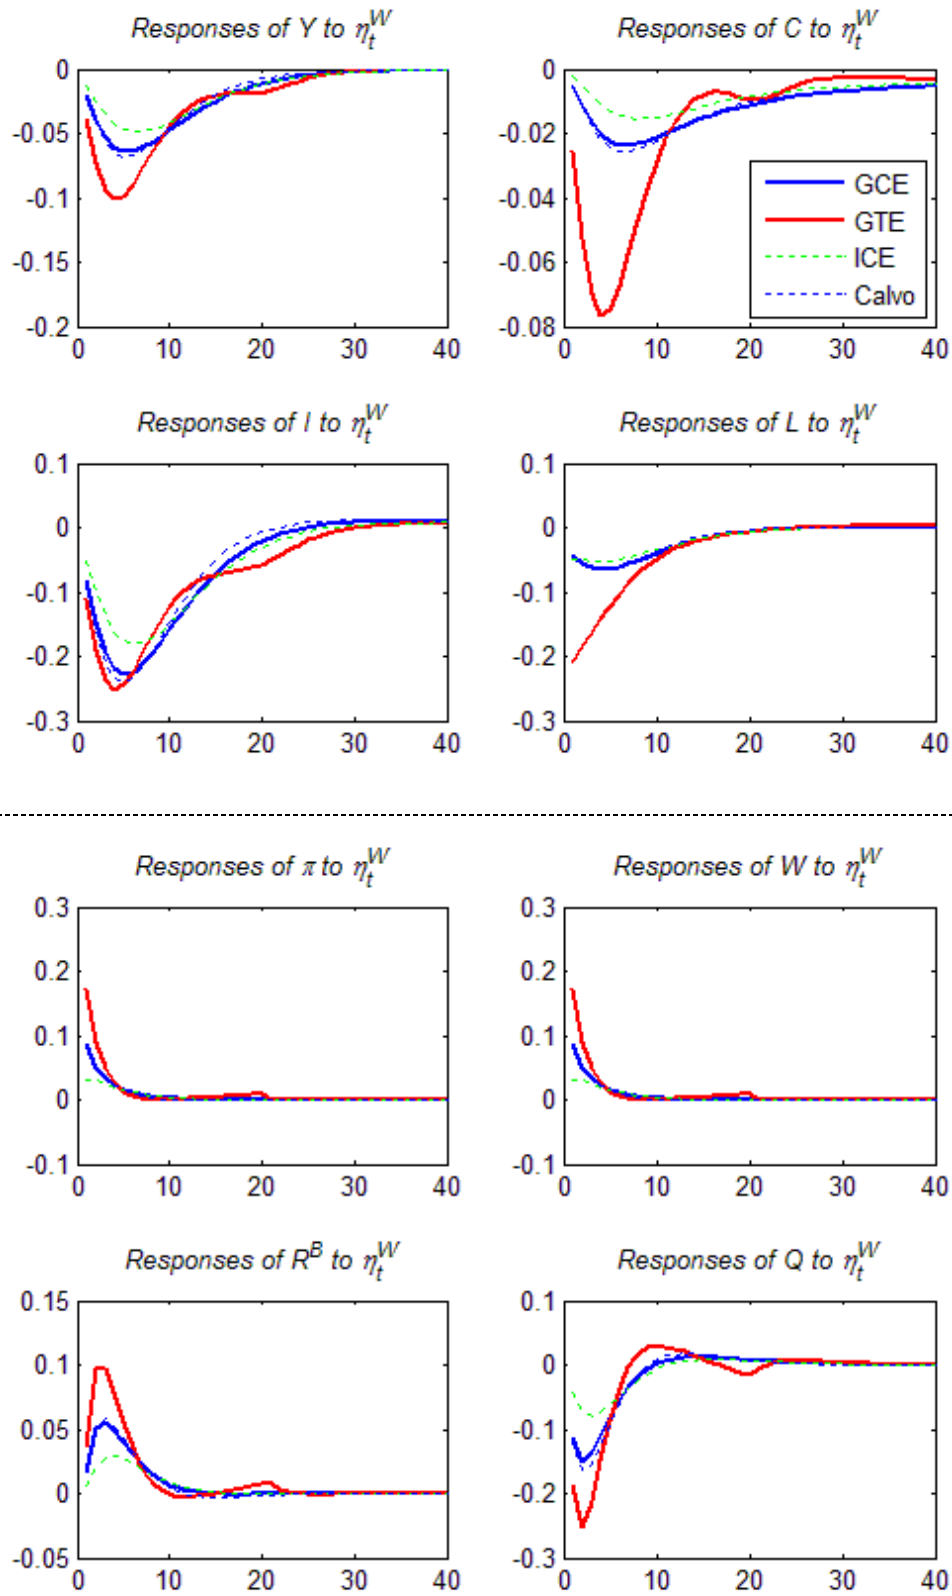 Responses of Y to η_t^W
0
-0.05
-0.1
-0.15
-0.2
0 10 20 30 40
Responses of C to η_t^W
0
-0.02
-0.04
-0.06
-0.08
0 10 20 30 40
GCE
GTE
ICE
Calvo
Responses of I to η_t^W
0.1
0
-0.1
-0.2
-0.3
0 10 20 30 40
Responses of L to η_t^W
0.1
0
-0.1
-0.2
-0.3
0 10 20 30 40
Responses of π to η_t^W
0.3
0.2
0.1
0
-0.1
0 10 20 30 40
Responses of W to η_t^W
0.3
0.2
0.1
0
-0.1
0 10 20 30 40
Responses of R^B to η_t^W
0.15
0.1
0.05
0
-0.05
0 10 20 30 40
Responses of Q to η_t^W
0.1
0
-0.1
-0.2
-0.3
0 10 20 30 40